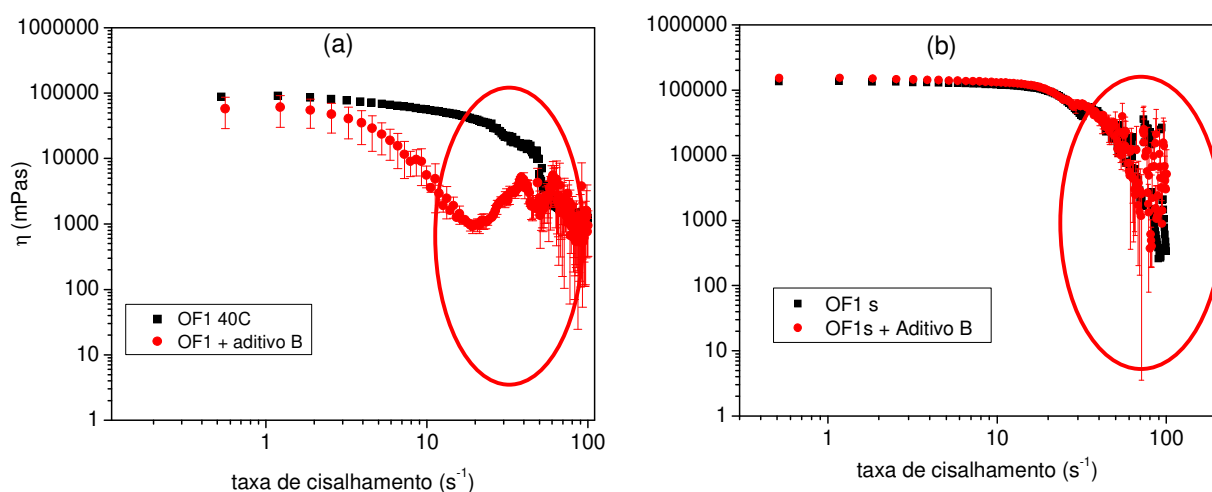 (a)
η (mPas)
1000000
100000
10000
1000
100
10
1
OF1 40C
OF1 + aditivo B
1
10
100
taxa de cisalhamento (s⁻¹)
(b)
1000000
100000
10000
1000
100
10
1
OF1 s
OF1s + Aditivo B
1
10
100
taxa de cisalhamento (s⁻¹)